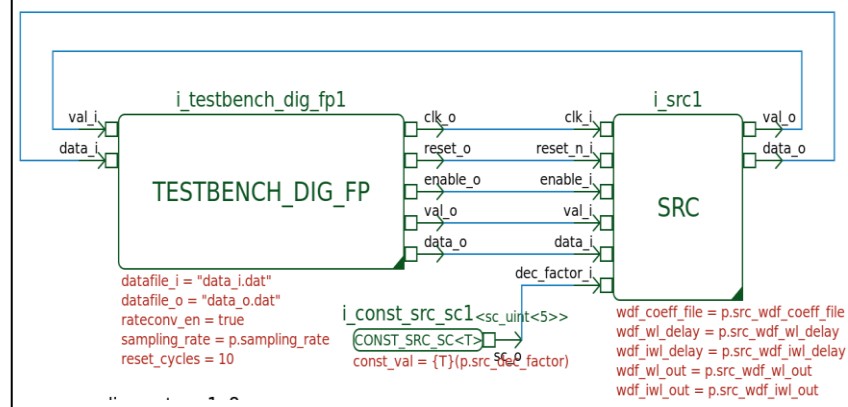 i_testbench_dig_fp1
i_src1
val_i
data_i
clk_o
reset_o
enable_o
val_o
data_o
clk_i
reset_n_i
enable_i
val_i
data_i
dec_factor_i
val_o
data_o
TESTBENCH_DIG_FP
SRC
datafile_i = "data_i.dat"
datafile_o = "data_o.dat"
rateconv_en = true
sampling_rate = p.sampling_rate
reset_cycles = 10
i_const_src_sc1<sc_uint<5>>
CONST_SRC_SC<T>
sc_o
const_val = {T}(p.src_dec_factor)
wdf_coeff_file = p.src_wdf_coeff_file
wdf_wl_delay = p.src_wdf_wl_delay
wdf_iwl_delay = p.src_wdf_iwl_delay
wdf_wl_out = p.src_wdf_wl_out
wdf_iwl_out = p.src_wdf_iwl_out